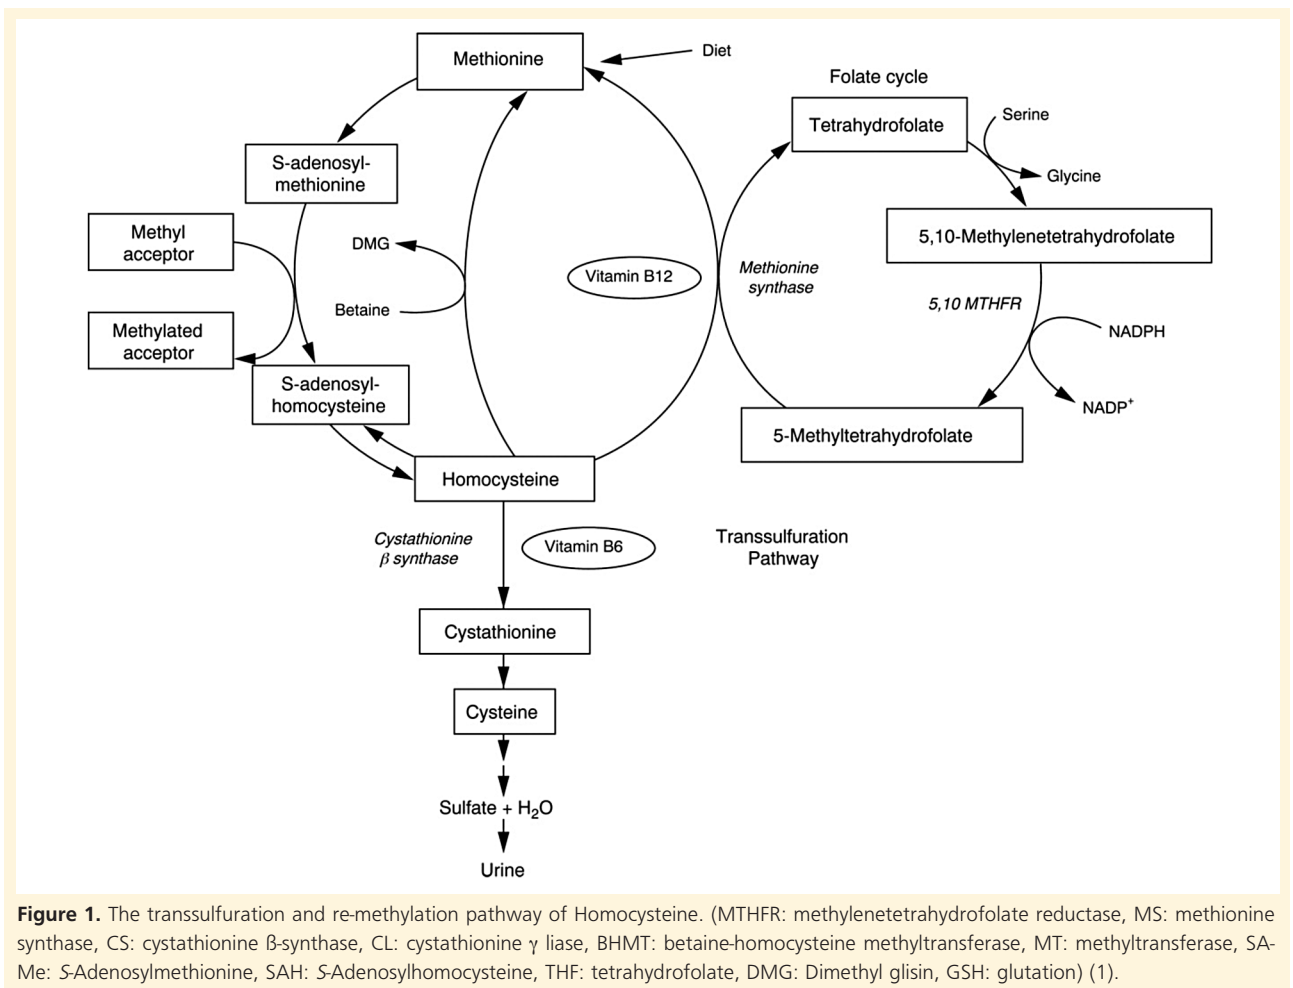 Methionine
Diet
Folate cycle
Tetrahydrofolate
Serine
Glycine
S-adenosyl-
methionine
Methyl
acceptor
DMG
Betaine
Vitamin B12
Methionine
synthase
5,10-Methylenetetrahydrofolate
5,10 MTHFR
NADPH
NADP+
Methylated
acceptor
S-adenosyl-
homocysteine
5-Methyltetrahydrofolate
Homocysteine
Cystathionine
β synthase
Vitamin B6
Transsulfuration
Pathway
Cystathionine
Cysteine
Sulfate + H2O
Urine
Figure 1. The transsulfuration and re-methylation pathway of Homocysteine. (MTHFR: methylenetetrahydrofolate reductase, MS: methionine
synthase, CS: cystathionine ß-synthase, CL: cystathionine γ liase, BHMT: betaine-homocysteine methyltransferase, MT: methyltransferase, SA-
Me: S-Adenosylmethionine, SAH: S-Adenosylhomocysteine, THF: tetrahydrofolate, DMG: Dimethyl glisin, GSH: glutation) (1).